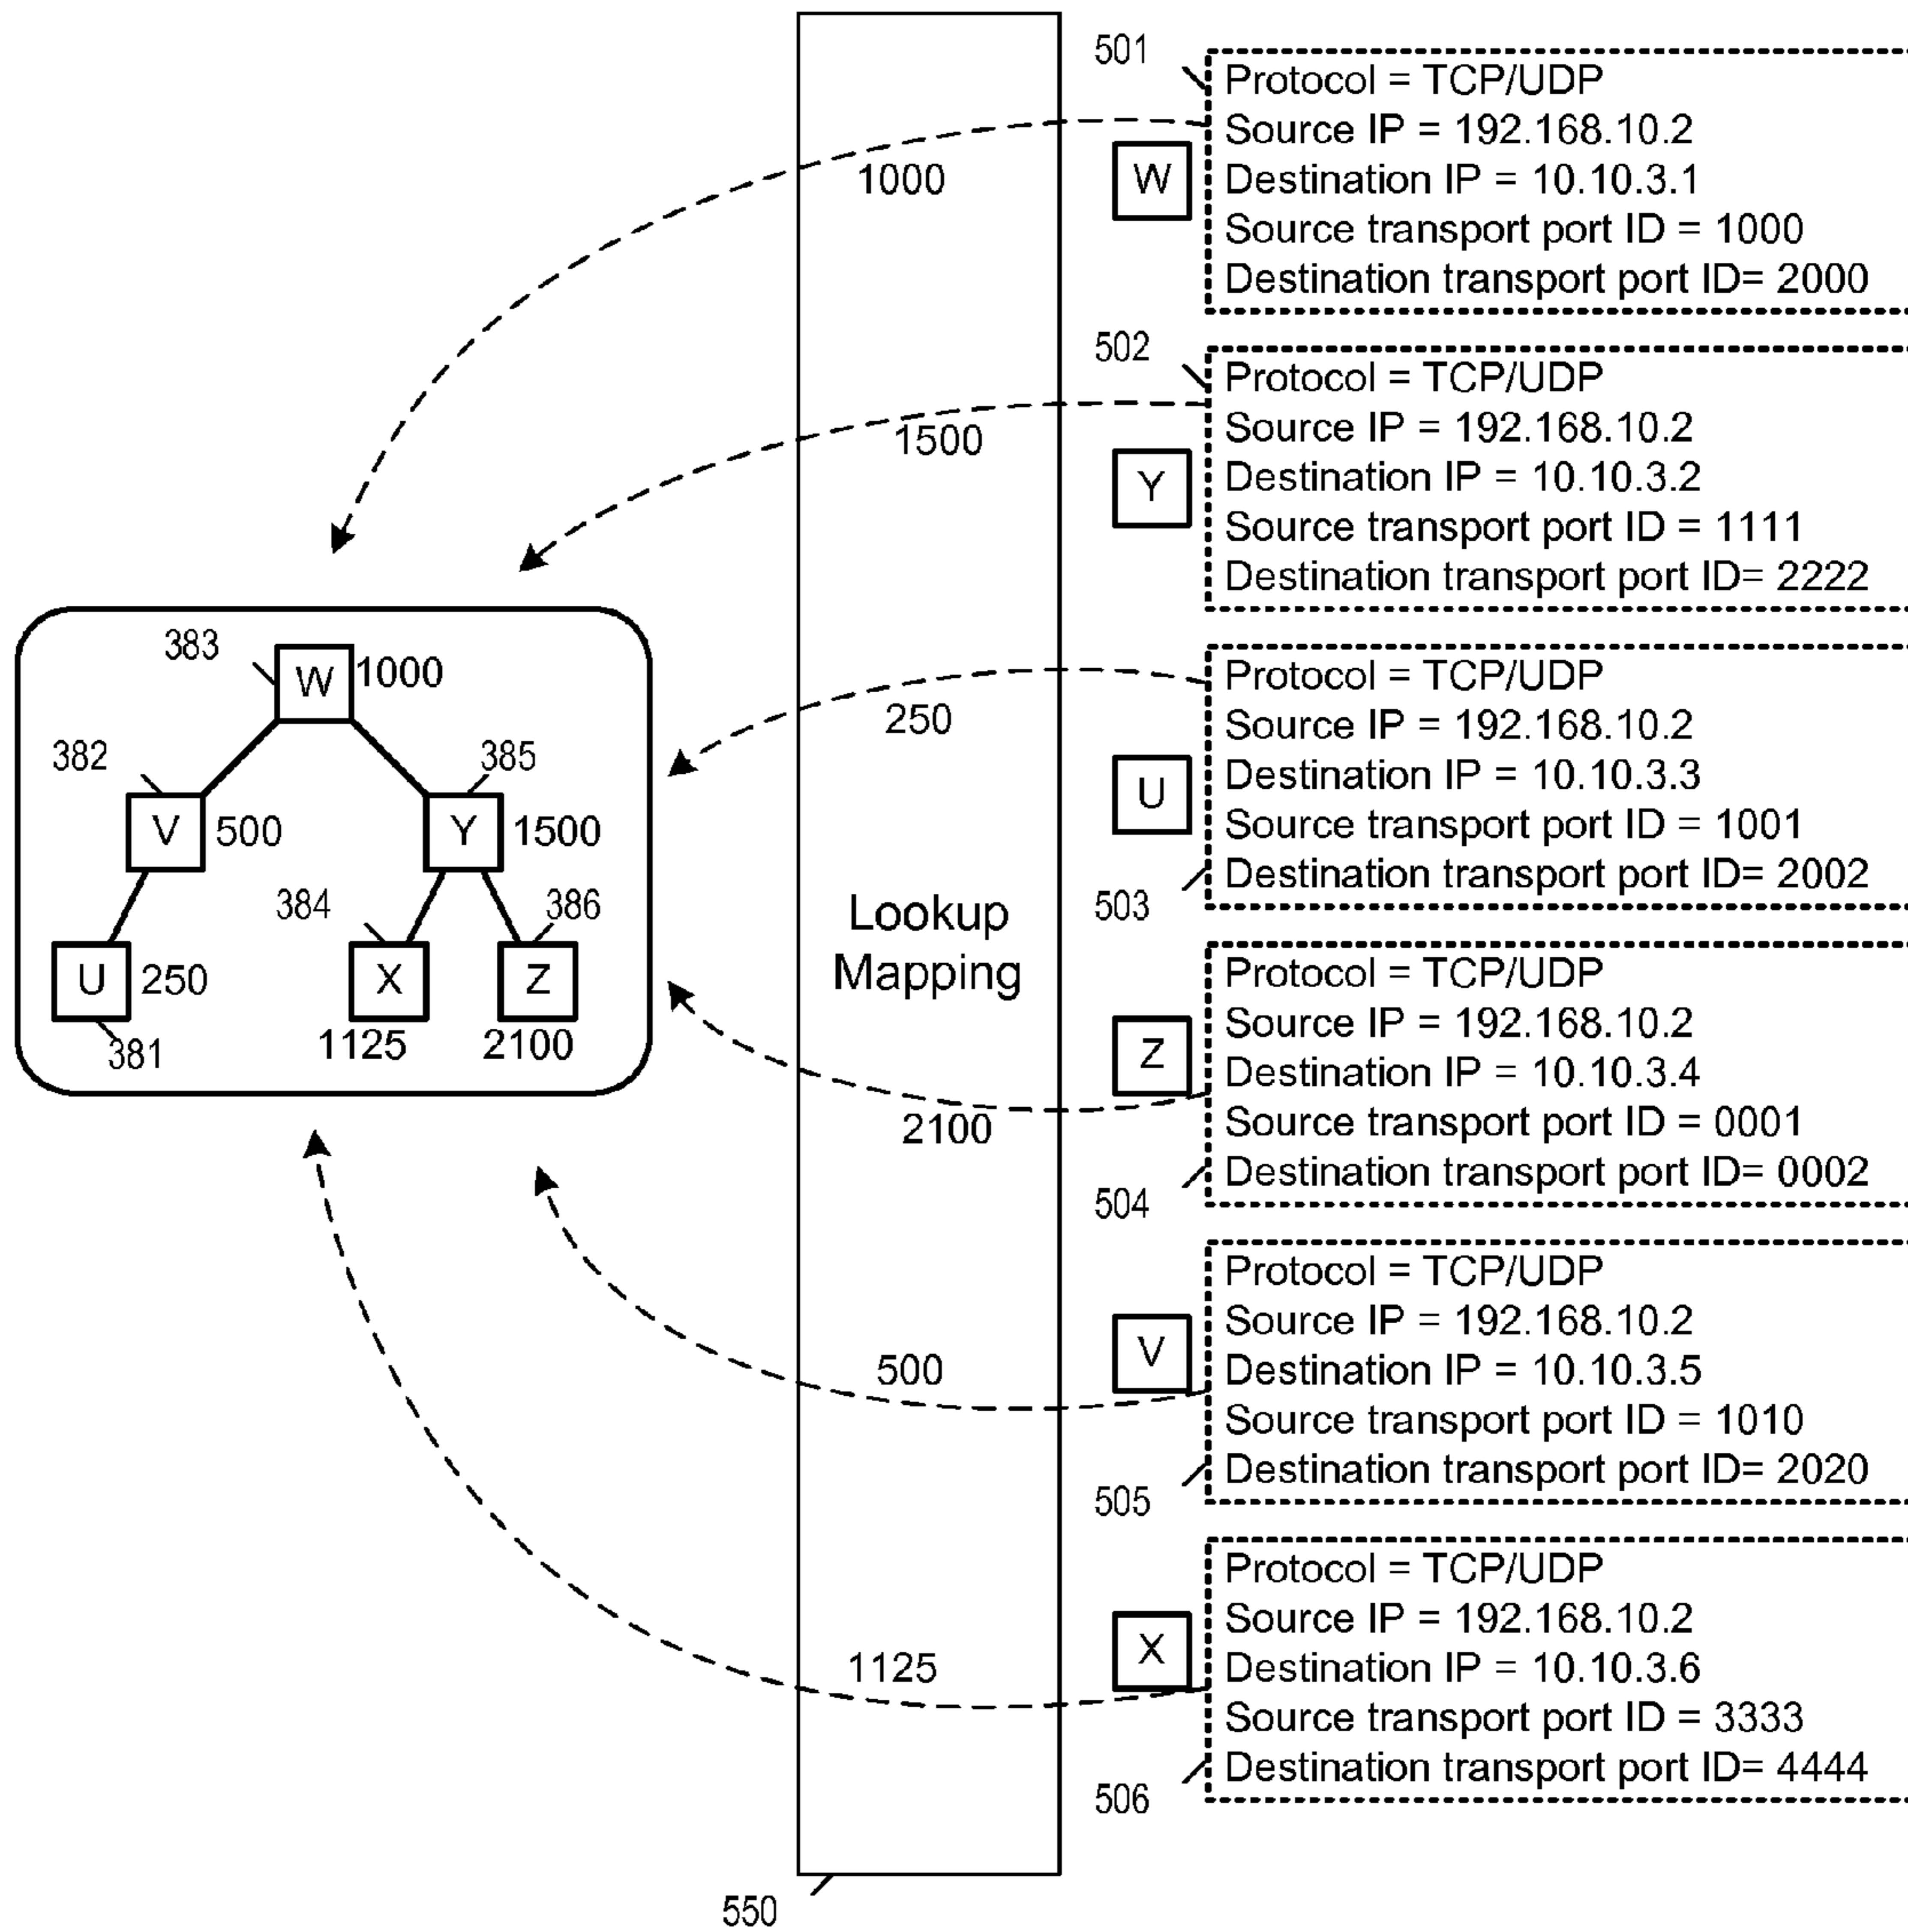 501
Protocol = TCP/UDP
Source IP = 192.168.10.2
Destination IP = 10.10.3.1
Source transport port ID = 1000
Destination transport port ID= 2000
W
1000
502
Protocol = TCP/UDP
Source IP = 192.168.10.2
Destination IP = 10.10.3.2
Source transport port ID = 1111
Destination transport port ID= 2222
Y
1500
Protocol = TCP/UDP
Source IP = 192.168.10.2
Destination IP = 10.10.3.3
Source transport port ID = 1001
Destination transport port ID= 2002
U
503
250
383
W 1000
382
385
V 500
Y 1500
384
386
U 250
X
Z
381
1125
2100
Lookup
Mapping
Protocol = TCP/UDP
Source IP = 192.168.10.2
Destination IP = 10.10.3.4
Source transport port ID = 0001
Destination transport port ID= 0002
Z
504
2100
Protocol = TCP/UDP
Source IP = 192.168.10.2
Destination IP = 10.10.3.5
Source transport port ID = 1010
Destination transport port ID= 2020
V
505
500
Protocol = TCP/UDP
Source IP = 192.168.10.2
Destination IP = 10.10.3.6
Source transport port ID = 3333
Destination transport port ID= 4444
X
506
1125
550